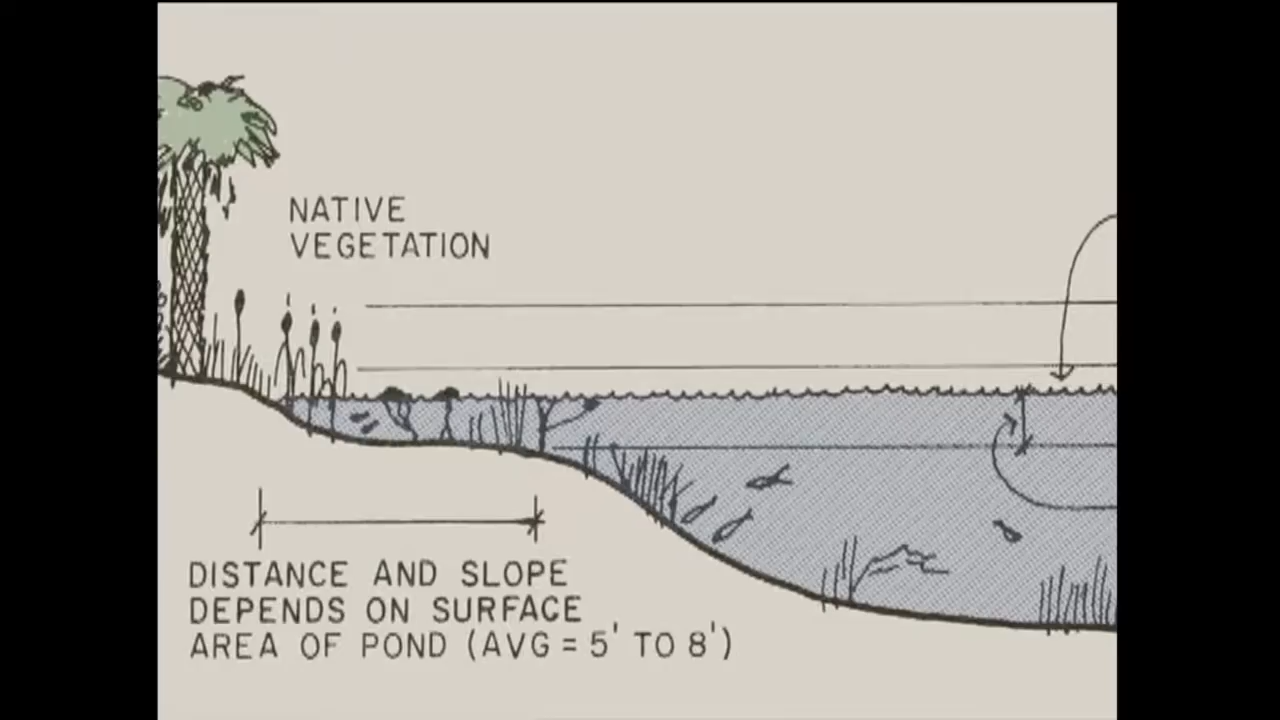 NATIVE
VEGETATION
DISTANCE AND SLOPE
DEPENDS ON SURFACE
AREA OF POND (AVG = 5' TO 8')